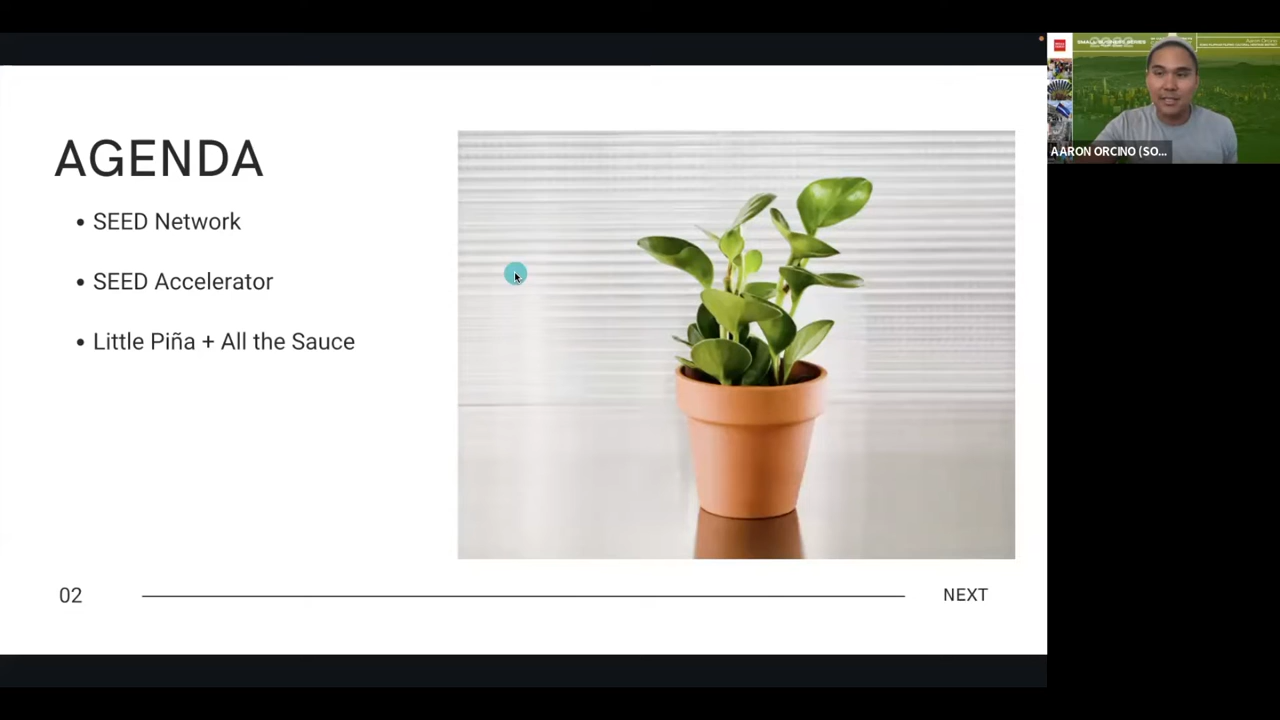 AGENDA
• SEED Network
• SEED Accelerator
• Little Piña + All the Sauce
02
NEXT
AARON ORCINO (SO...